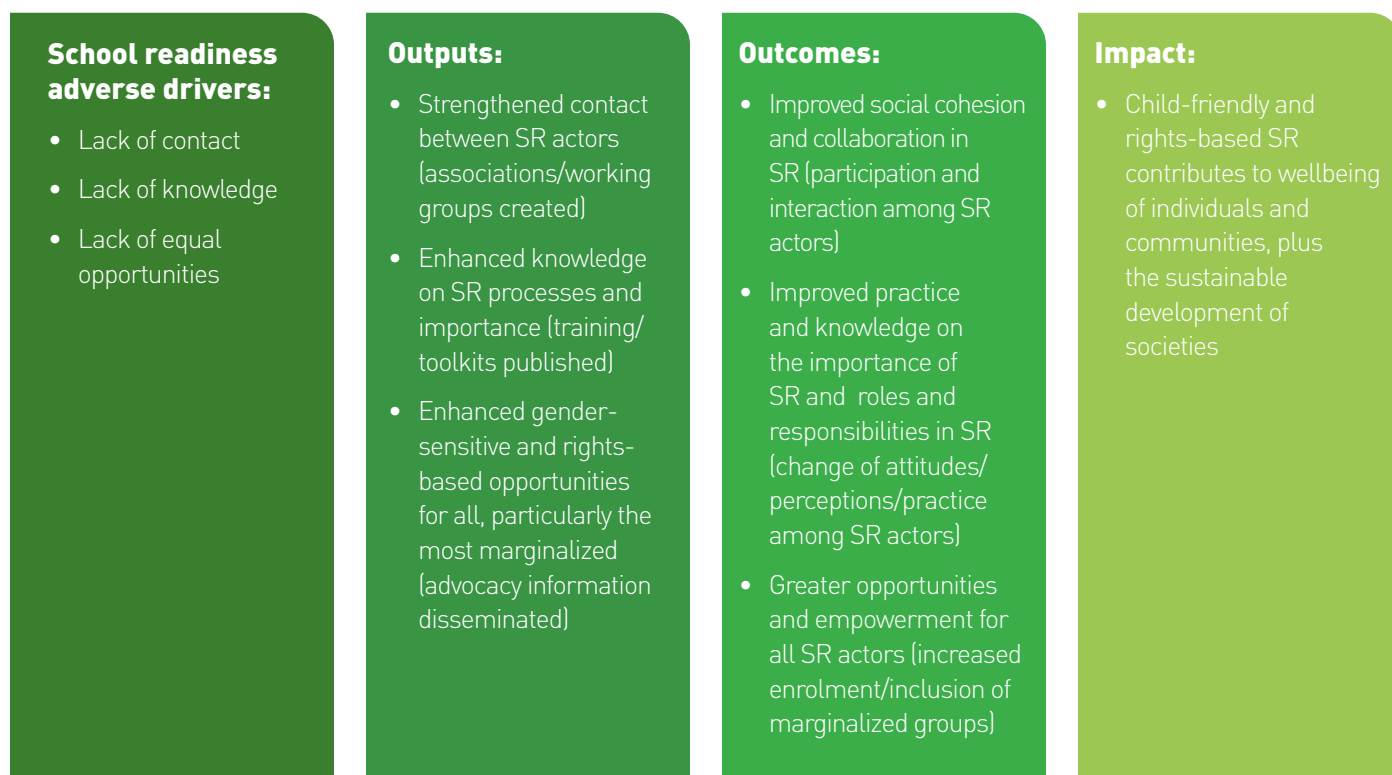 School readiness
adverse drivers:
• Lack of contact
• Lack of knowledge
• Lack of equal
opportunities
Outputs:
• Strengthened contact
between SR actors
(associations/working
groups created)
• Enhanced knowledge
on SR processes and
importance (training/
toolkits published)
• Enhanced gender-
sensitive and rights-
based opportunities
for all, particularly the
most marginalized
(advocacy information
disseminated)
Outcomes:
• Improved social cohesion
and collaboration in
SR (participation and
interaction among SR
actors)
• Improved practice
and knowledge on
the importance of
SR and roles and
responsibilities in SR
(change of attitudes/
perceptions/practice
among SR actors)
• Greater opportunities
and empowerment for
all SR actors (increased
enrolment/inclusion of
marginalized groups)
Impact:
• Child-friendly and
rights-based SR
contributes to wellbeing
of individuals and
communities, plus
the sustainable
development of
societies